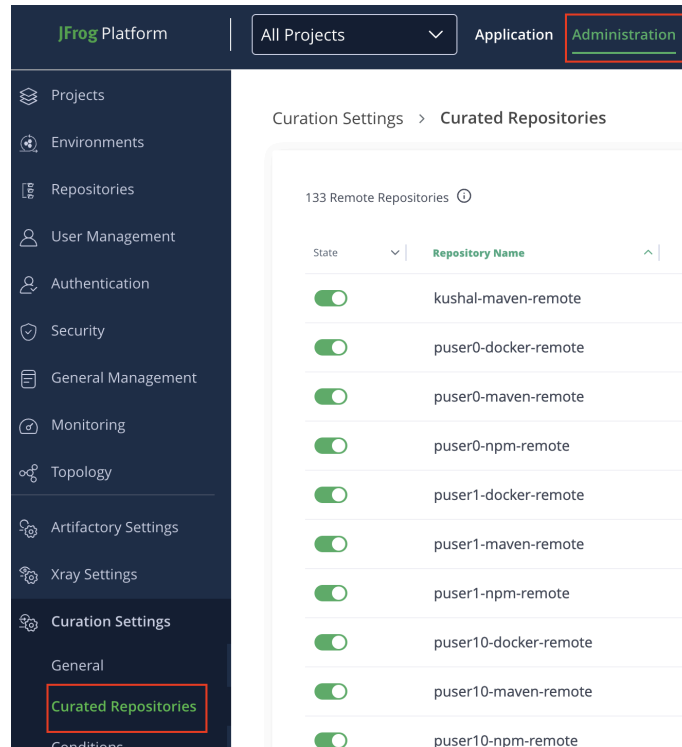 JFrog Platform
All Projects
Application
Administration
Projects
Environments
Repositories
User Management
Authentication
Security
General Management
Monitoring
Topology
Artifactory Settings
Xray Settings
Curation Settings
General
Curated Repositories
Conditions
Curation Settings > Curated Repositories
133 Remote Repositories
State
Repository Name
kushal-maven-remote
puser0-docker-remote
puser0-maven-remote
puser0-npm-remote
puser1-docker-remote
puser1-maven-remote
puser1-npm-remote
puser10-docker-remote
puser10-maven-remote
puser10-npm-remote